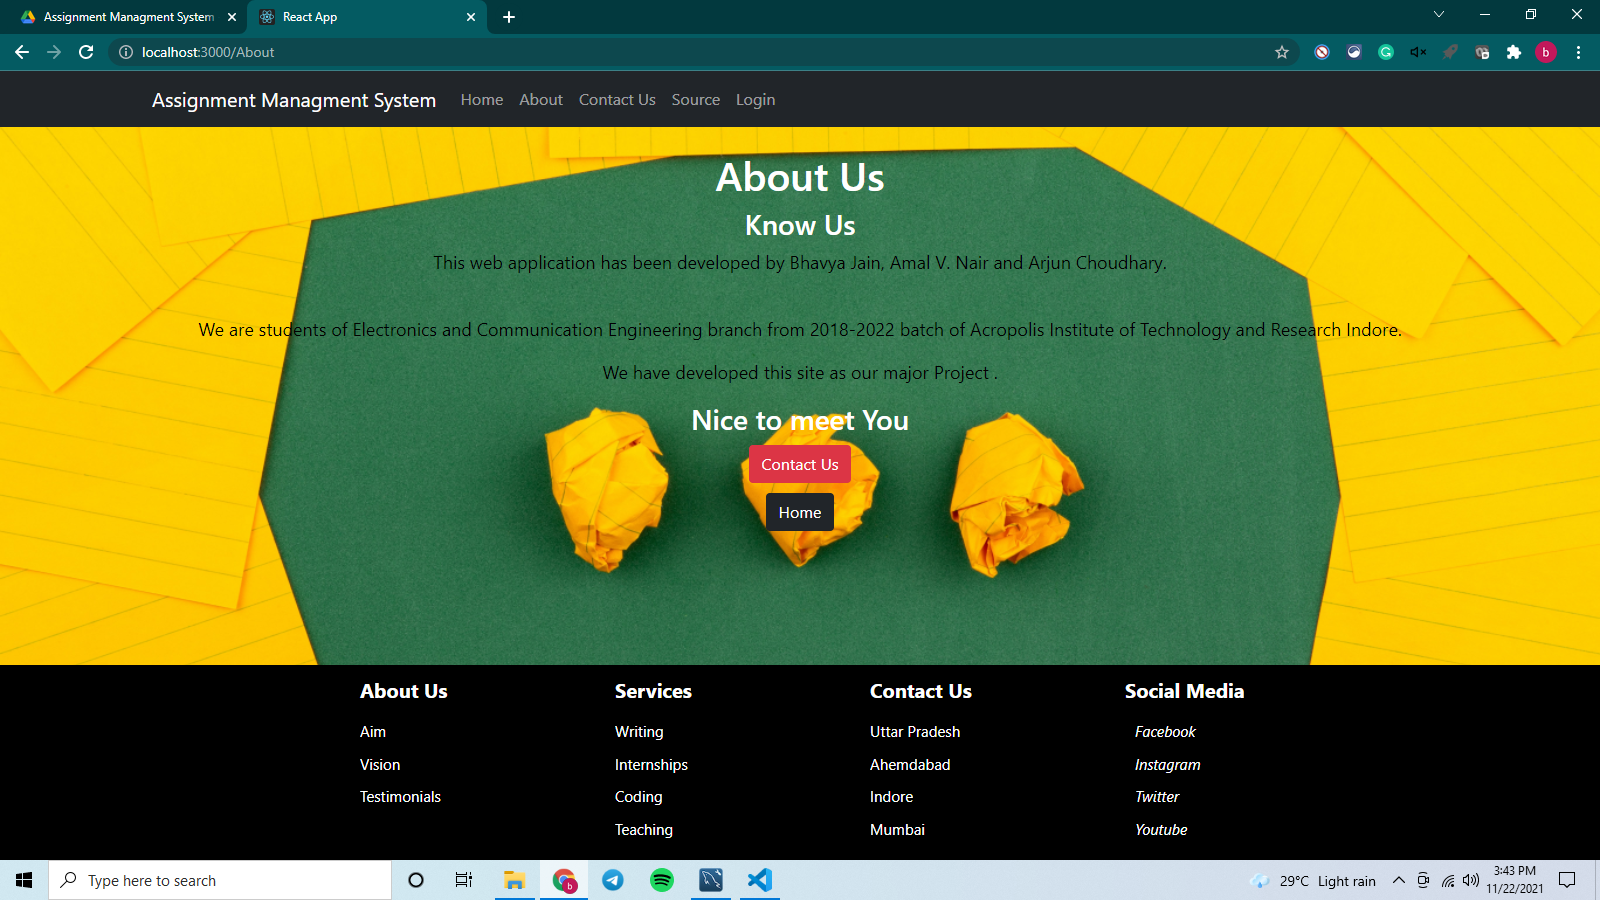 Assignment Managment System
React App
localhost:3000/About
b
Assignment Managment System Home About Contact Us Source Login
About Us
Know Us
This web application has been developed by Bhavya Jain, Amal V. Nair and Arjun Choudhary.
We are students of Electronics and Communication Engineering branch from 2018-2022 batch of Acropolis Institute of Technology and Research Indore.
We have developed this site as our major Project .
Nice to meet You
Contact Us
Home
About Us Services Contact Us Social Media
Aim Writing Uttar Pradesh Facebook
Vision Internships Ahemdabad Instagram
Testimonials Coding Indore Twitter
Teaching Mumbai Youtube
Type here to search
b
29°C Light rain
3:43 PM
11/22/2021